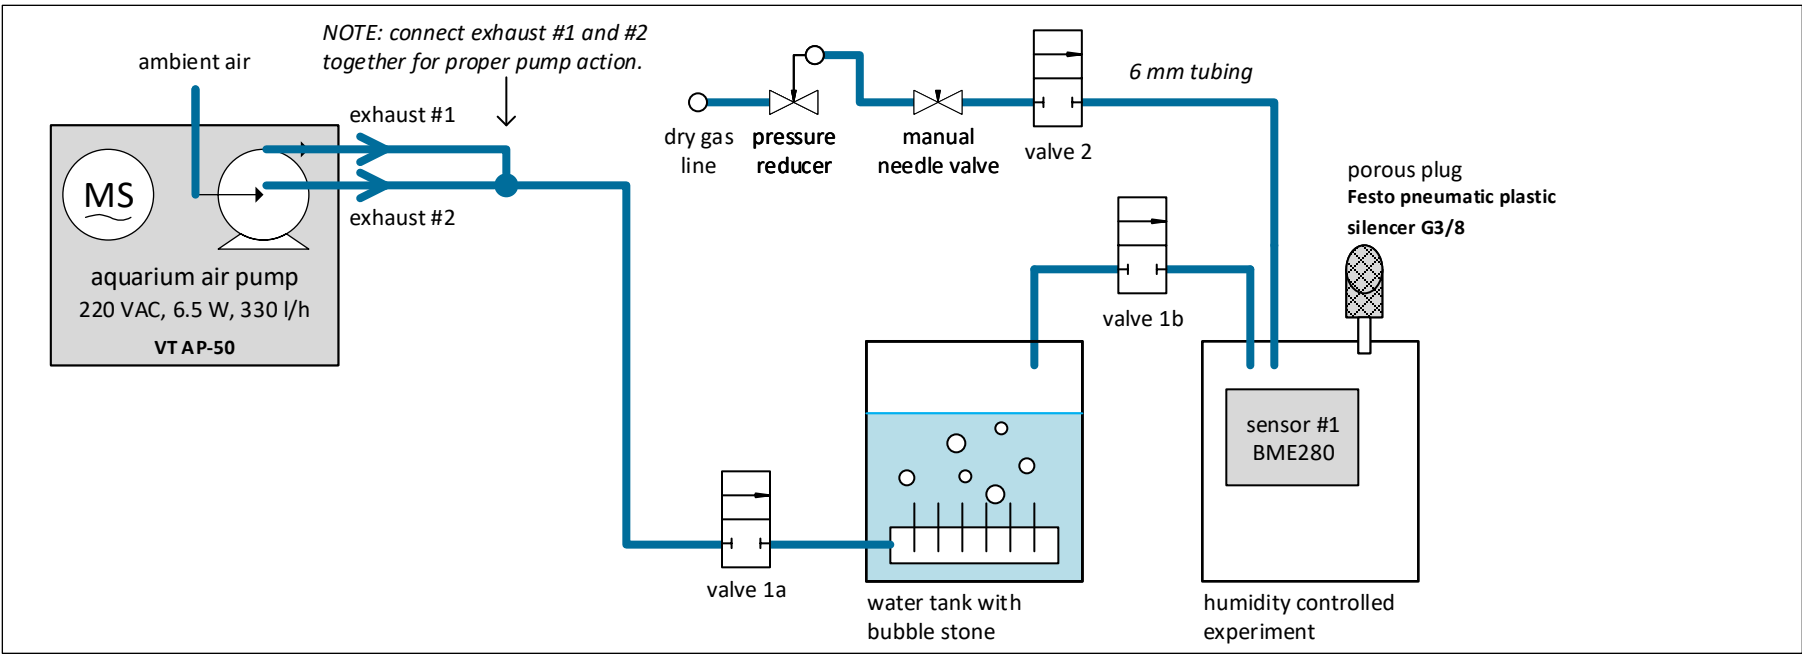 NOTE: connect exhaust #1 and #2
together for proper pump action.
ambient air
exhaust #1
exhaust #2
MS
aquarium air pump
220 VAC, 6.5 W, 330 l/h
VT AP-50
dry gas
line
pressure
reducer
manual
needle valve
valve 2
6 mm tubing
porous plug
Festo pneumatic plastic
silencer G3/8
valve 1b
sensor #1
BME280
valve 1a
water tank with
bubble stone
humidity controlled
experiment